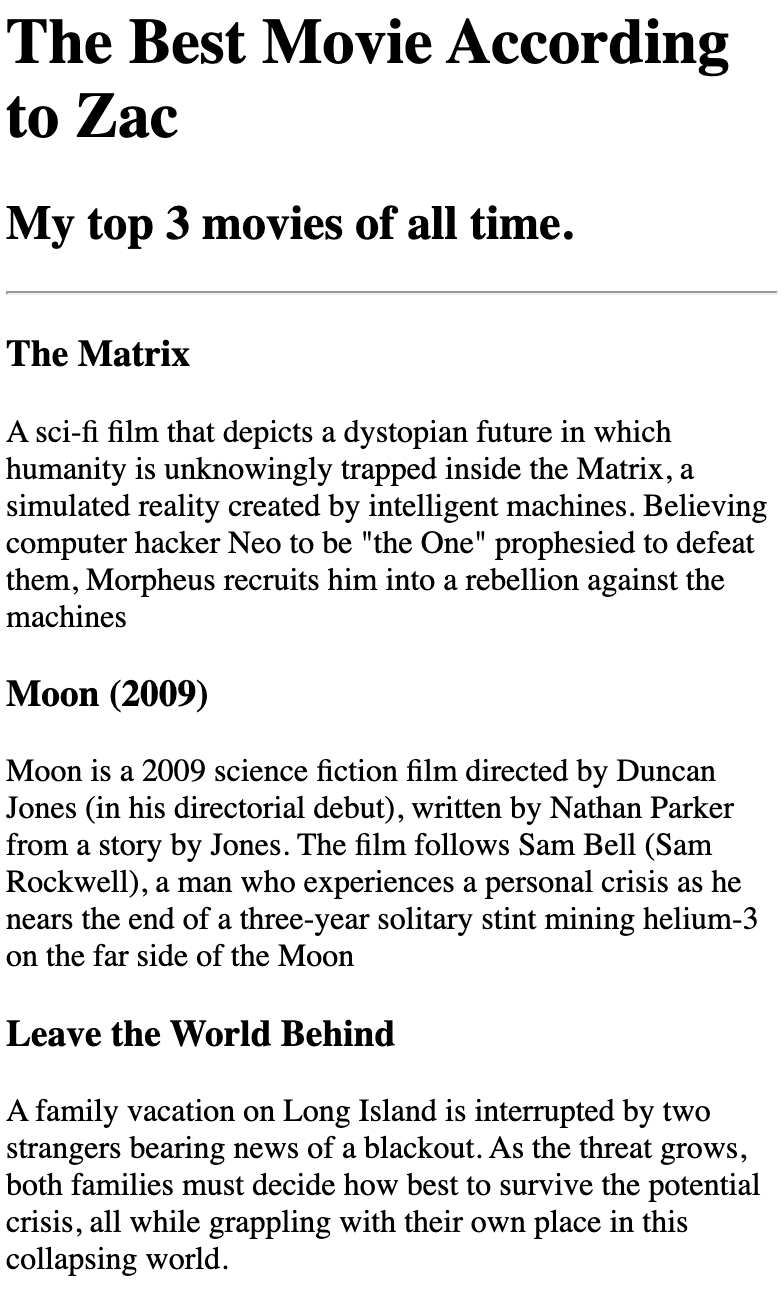 The Best Movie According
to Zac
My top 3 movies of all time.
The Matrix
A sci-fi film that depicts a dystopian future in which
humanity is unknowingly trapped inside the Matrix, a
simulated reality created by intelligent machines. Believing
computer hacker Neo to be "the One" prophesied to defeat
them, Morpheus recruits him into a rebellion against the
machines
Moon (2009)
Moon is a 2009 science fiction film directed by Duncan
Jones (in his directorial debut), written by Nathan Parker
from a story by Jones. The film follows Sam Bell (Sam
Rockwell), a man who experiences a personal crisis as he
nears the end of a three-year solitary stint mining helium-3
on the far side of the Moon
Leave the World Behind
A family vacation on Long Island is interrupted by two
strangers bearing news of a blackout. As the threat grows,
both families must decide how best to survive the potential
crisis, all while grappling with their own place in this
collapsing world.